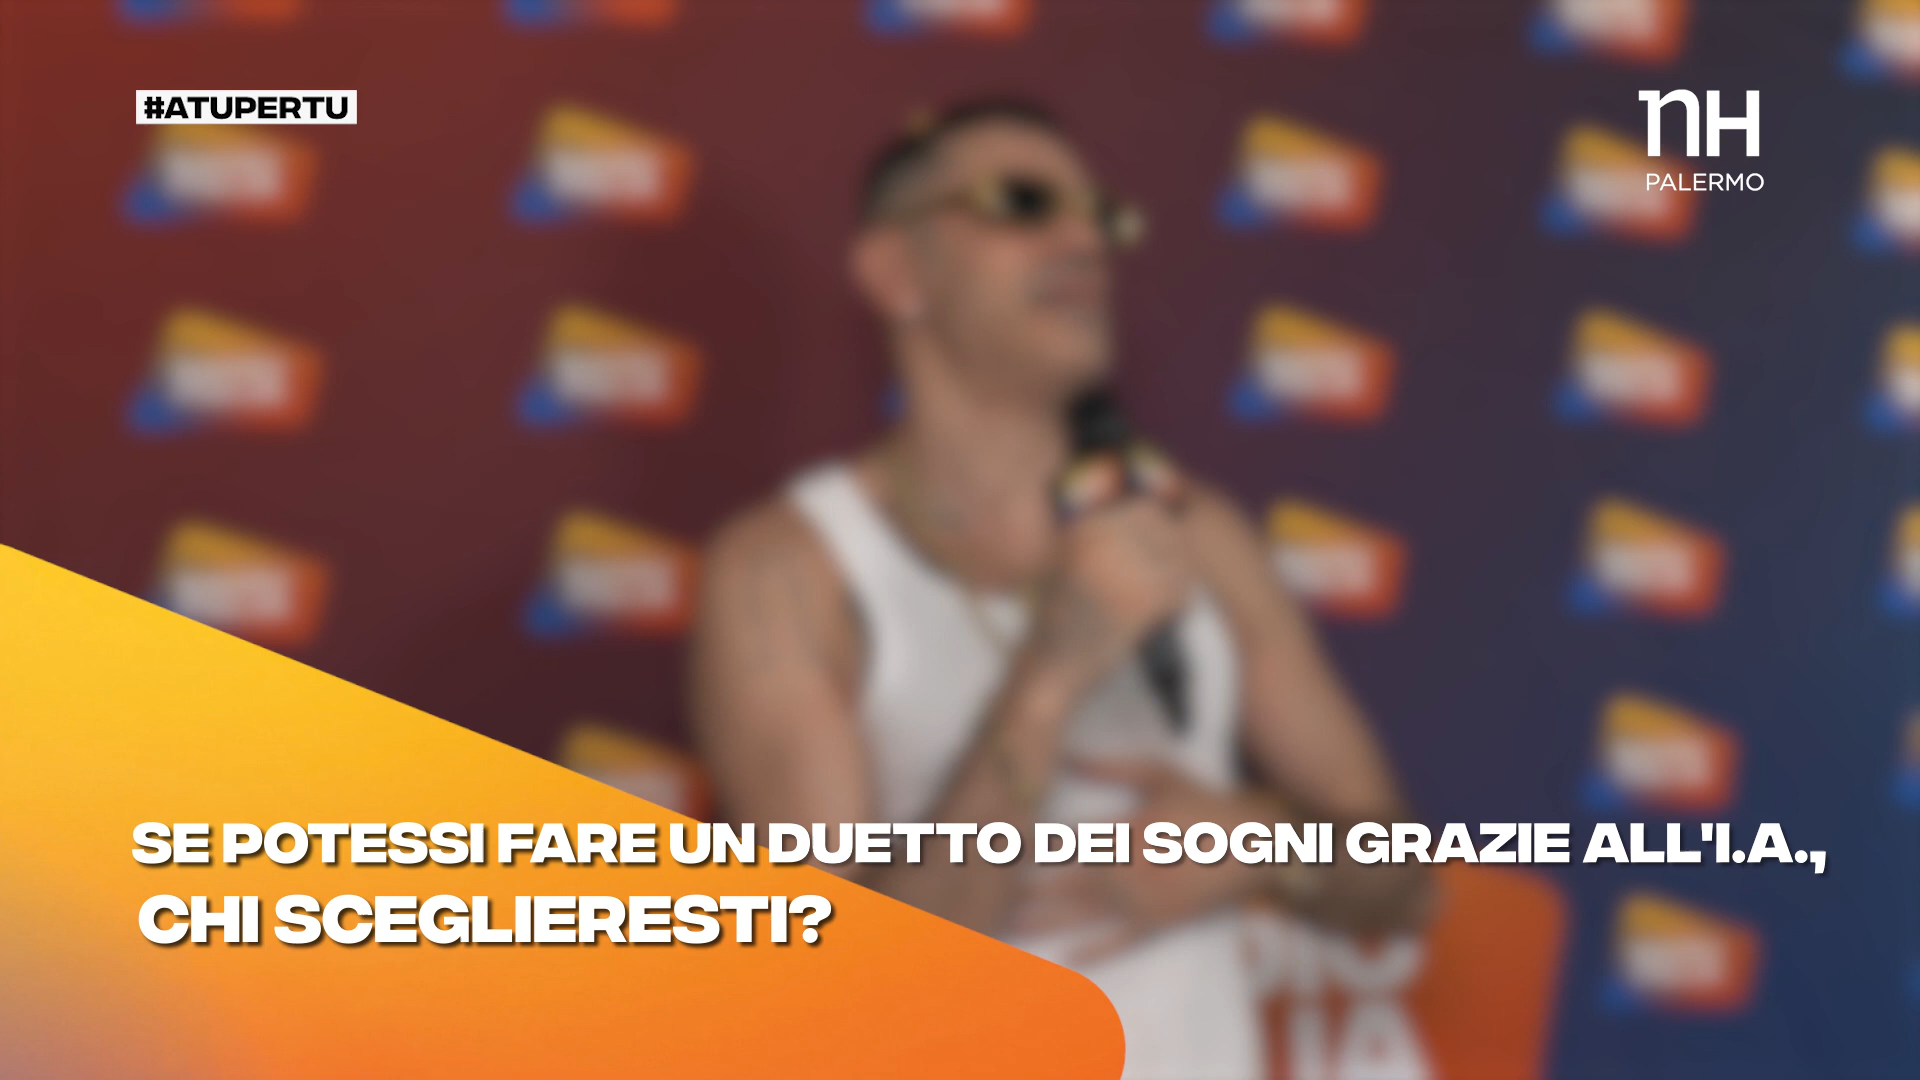 #ATUPERTU
nH
PALERMO
SE POTESSI FARE UN DUETTO DEI SOGNI GRAZIE ALL'I.A.,
CHI SCEGLIERESTI?